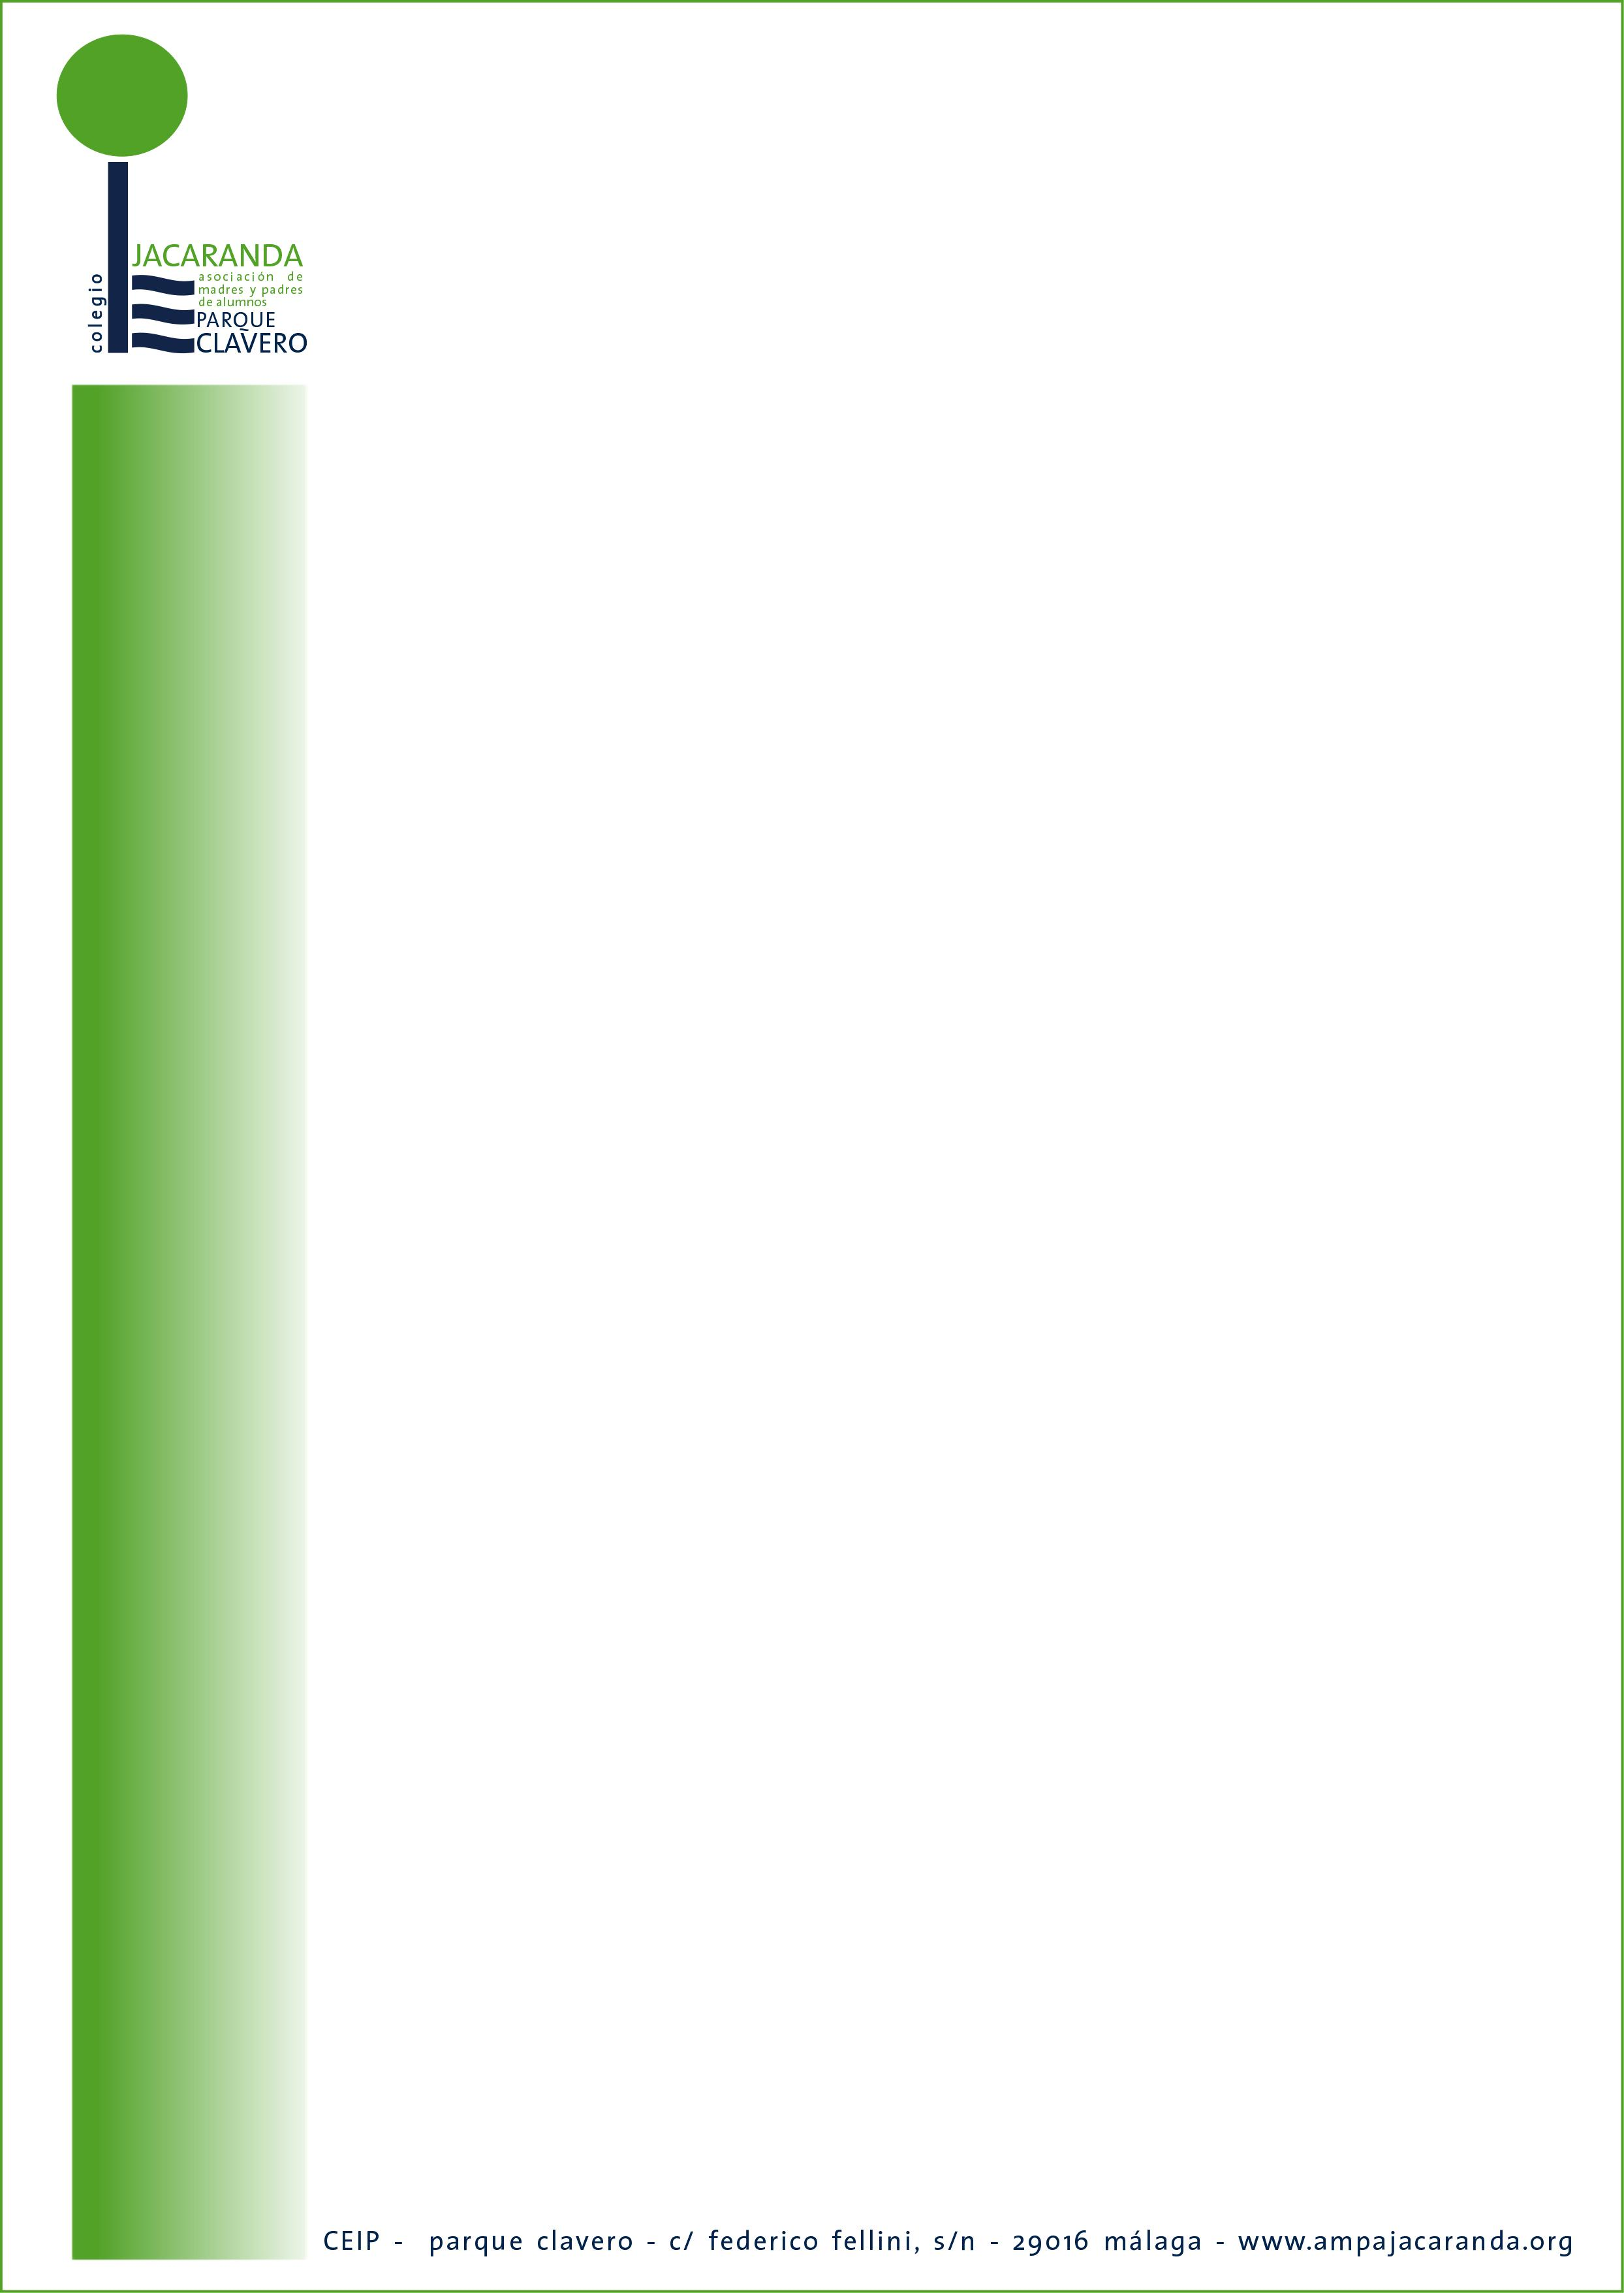 JACARANDA
asociación de
madres y padres
de alumnos
PARQUE
CLAVERO
colegio
CEIP - parque clavero - c/ federico fellini, s/n - 29016 málaga - www.ampajacaranda.org